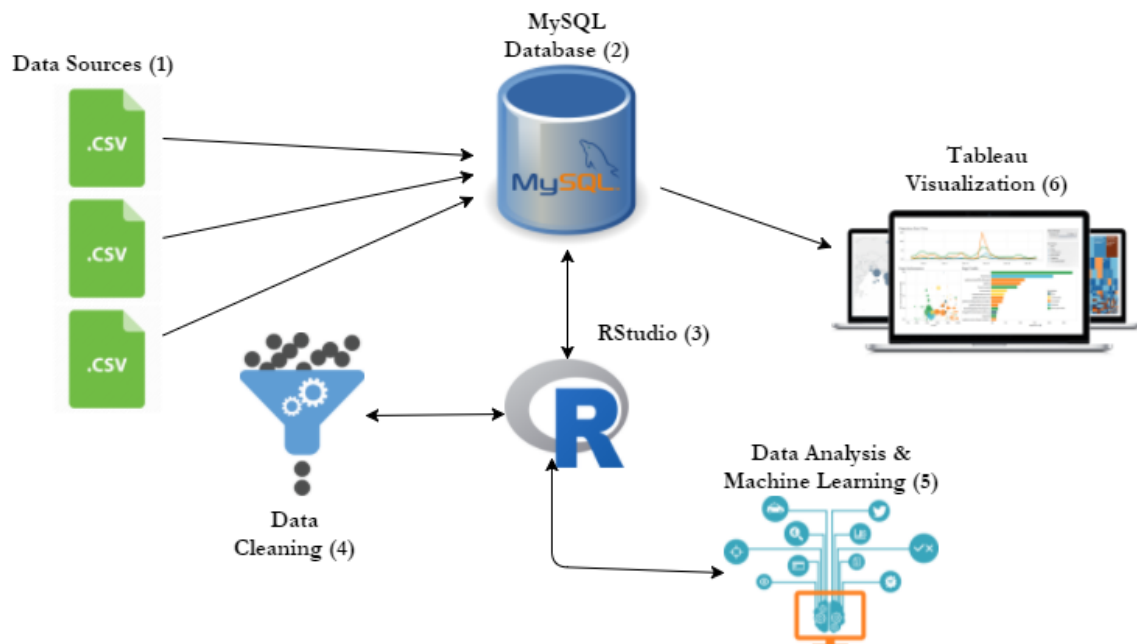 Data Sources (1)
.CSV
.CSV
.CSV
MySQL
Database (2)
MySQL
RStudio (3)
R
Data
Cleaning (4)
Data Analysis &
Machine Learning (5)
Tableau
Visualization (6)